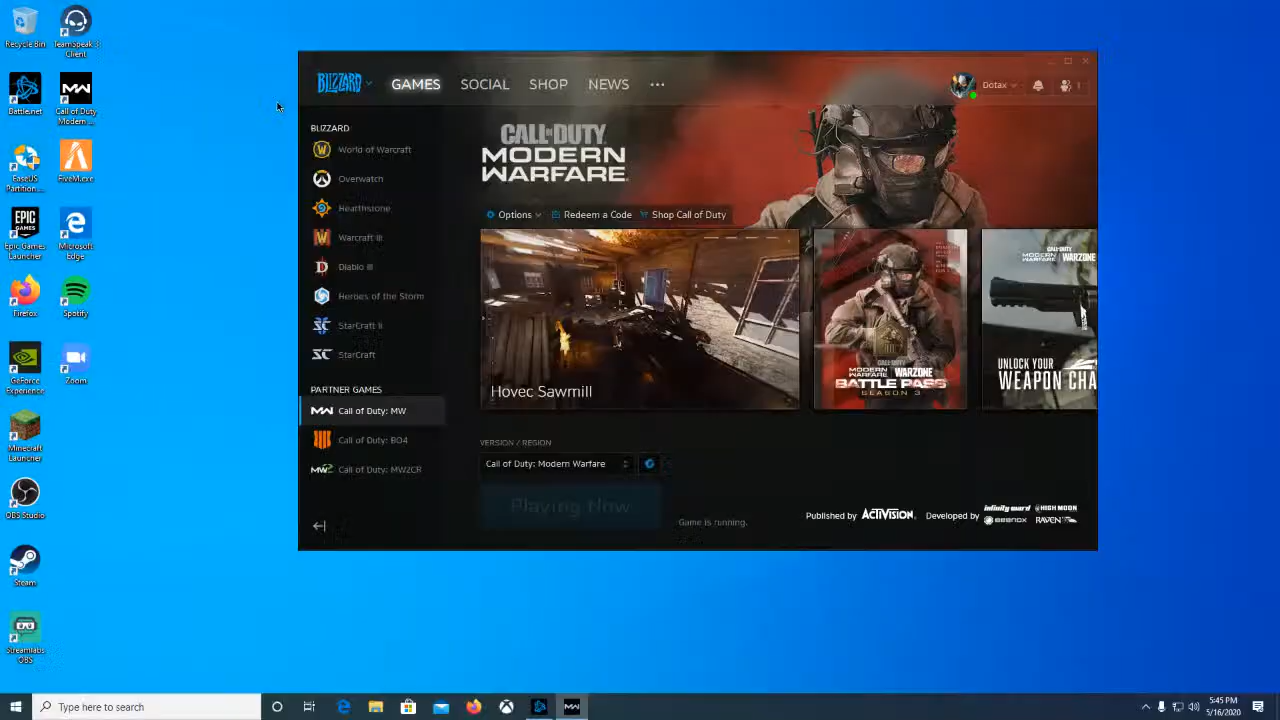 Recycle Bin
TeamSpeak 3
Client
Battle.net
Call of Duty
Modern ...
EaseUS
Partition ...
FiveM.exe
Epic Games
Launcher
Microsoft
Edge
Firefox
Spotify
GeForce
Experience
Zoom
Minecraft
Launcher
OBS Studio
Steam
Streamlabs
OBS
BLIZZARD
GAMES
SOCIAL
SHOP
NEWS
Dotax
BLIZZARD
World of Warcraft
Overwatch
Hearthstone
Warcraft III
Diablo III
Heroes of the Storm
StarCraft II
StarCraft
PARTNER GAMES
Call of Duty: MW
Call of Duty: BO4
Call of Duty: MW2CR
CALL OF DUTY
MODERN
WARFARE
Options
Redeem a Code
Shop Call of Duty
Hovec Sawmill
MODERN WARFARE WARZONE
BATTLE PASS
SEASON 3
CALL OF DUTY
MODERN WARFARE WARZONE
UNLOCK YOUR
WEAPON CHA
VERSION / REGION
Call of Duty: Modern Warfare
Playing Now
Game is running.
Published by ACTIVISION
Developed by
infinity ward
HIGH MOON
BEENOX
RAVEN
Type here to search
5:45 PM
5/16/2020